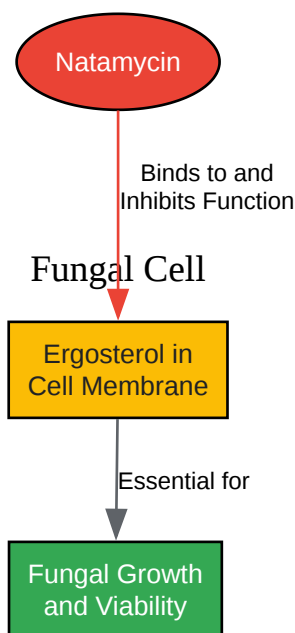 Natamycin
Binds to and
Inhibits Function
Fungal Cell
Ergosterol in
Cell Membrane
Essential for
Fungal Growth
and Viability